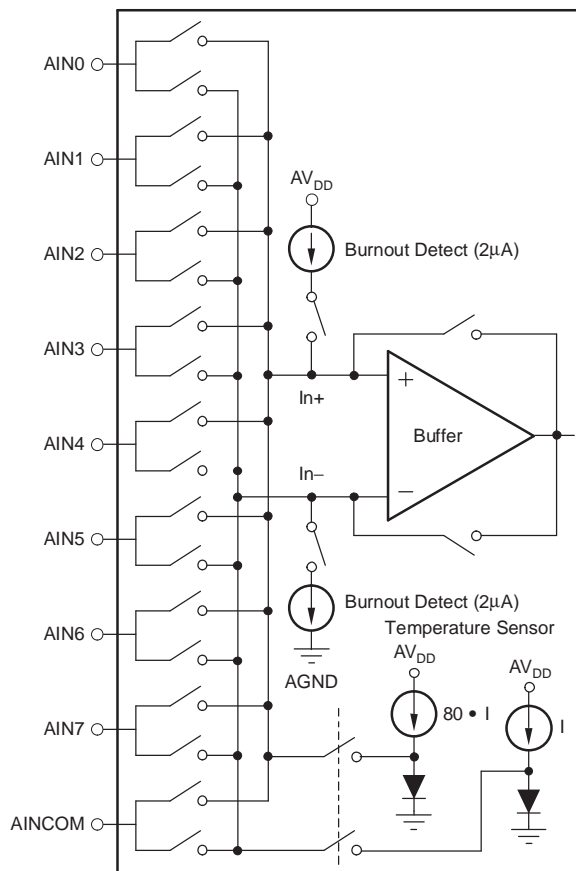 AIN0
AIN1
AV_DD
AIN2
Burnout Detect (2μA)
AIN3
In+
+
Buffer
AIN4
In−
−
AIN5
Burnout Detect (2μA)
Temperature Sensor
AIN6
AGND
AV_DD
AV_DD
AIN7
80 • I
I
AINCOM